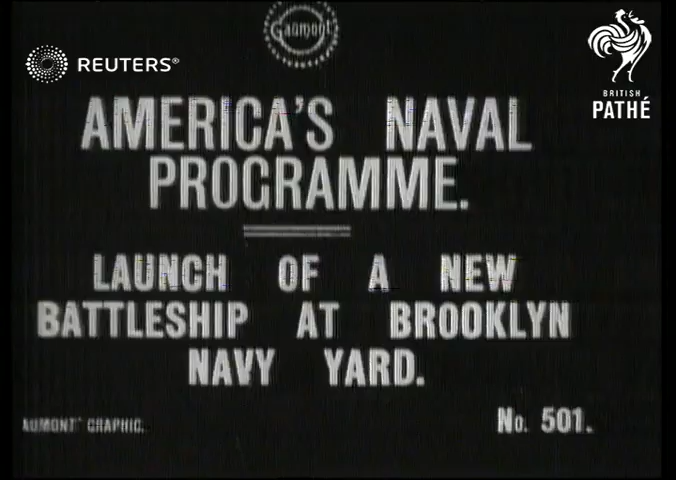 Gaumont
REUTERS®
BRITISH
PATHÉ
AMERICA'S NAVAL
PROGRAMME.
LAUNCH OF A NEW
BATTLESHIP AT BROOKLYN
NAVY YARD.
AUMONT GRAPHIC.
No. 501.